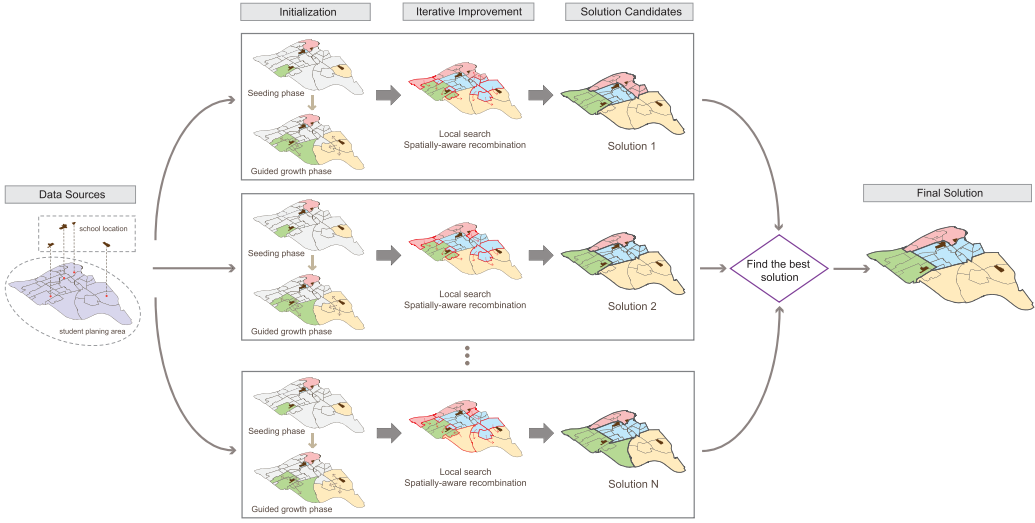 Initialization
Iterative Improvement
Solution Candidates
Seeding phase
Guided growth phase
Local search
Spatially-aware recombination
Solution 1
Data Sources
school location
student planing area
Seeding phase
Guided growth phase
Local search
Spatially-aware recombination
Solution 2
Seeding phase
Guided growth phase
Local search
Spatially-aware recombination
Solution N
Find the best
solution
Final Solution